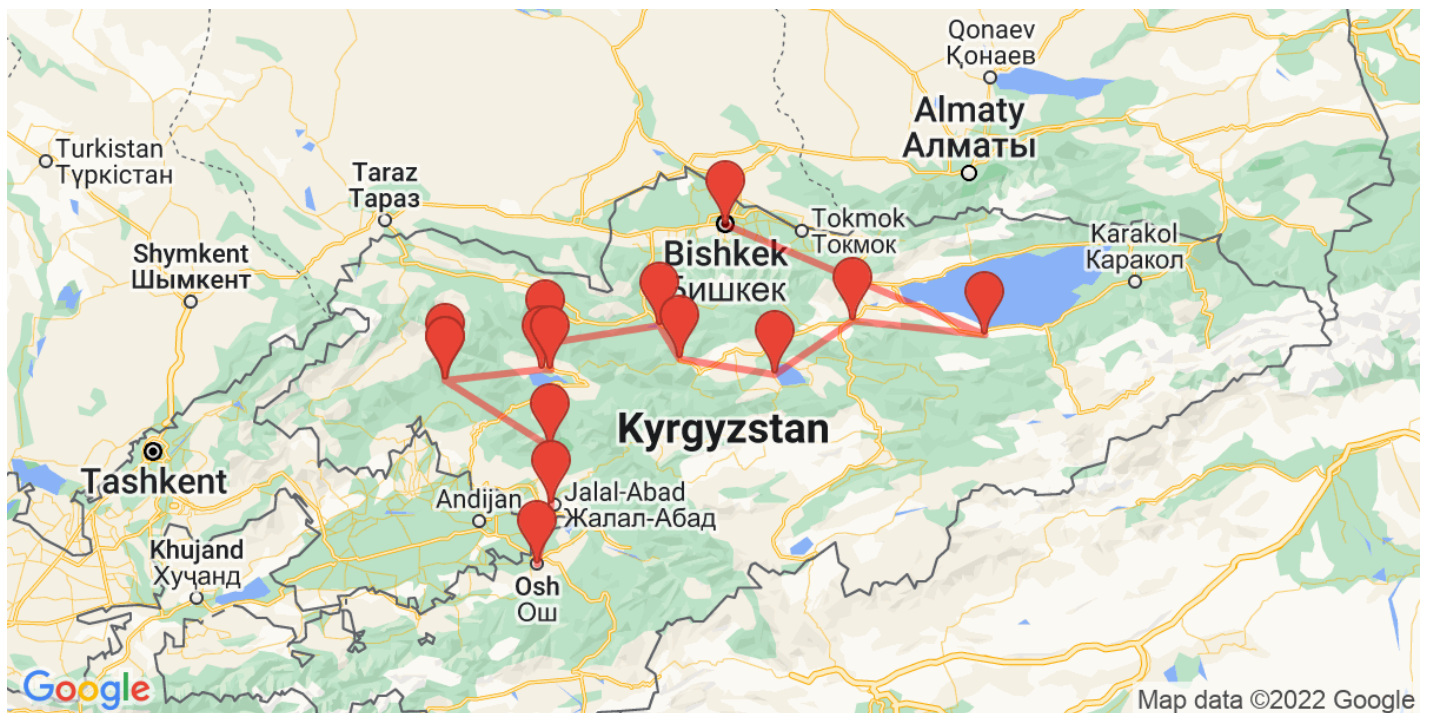 Qonaev
Қонаев
Almaty
Алматы
Turkistan
Түркістан
Taraz
Тараз
Tokmok
Токмок
Karakol
Каракол
Shymkent
Шымкент
Bishkek
Бишкек
Kyrgyzstan
Tashkent
Andijan
Jalal-Abad
Жалал-Абад
Khujand
Хуҷанд
Osh
Ош
Google
Map data ©2022 Google